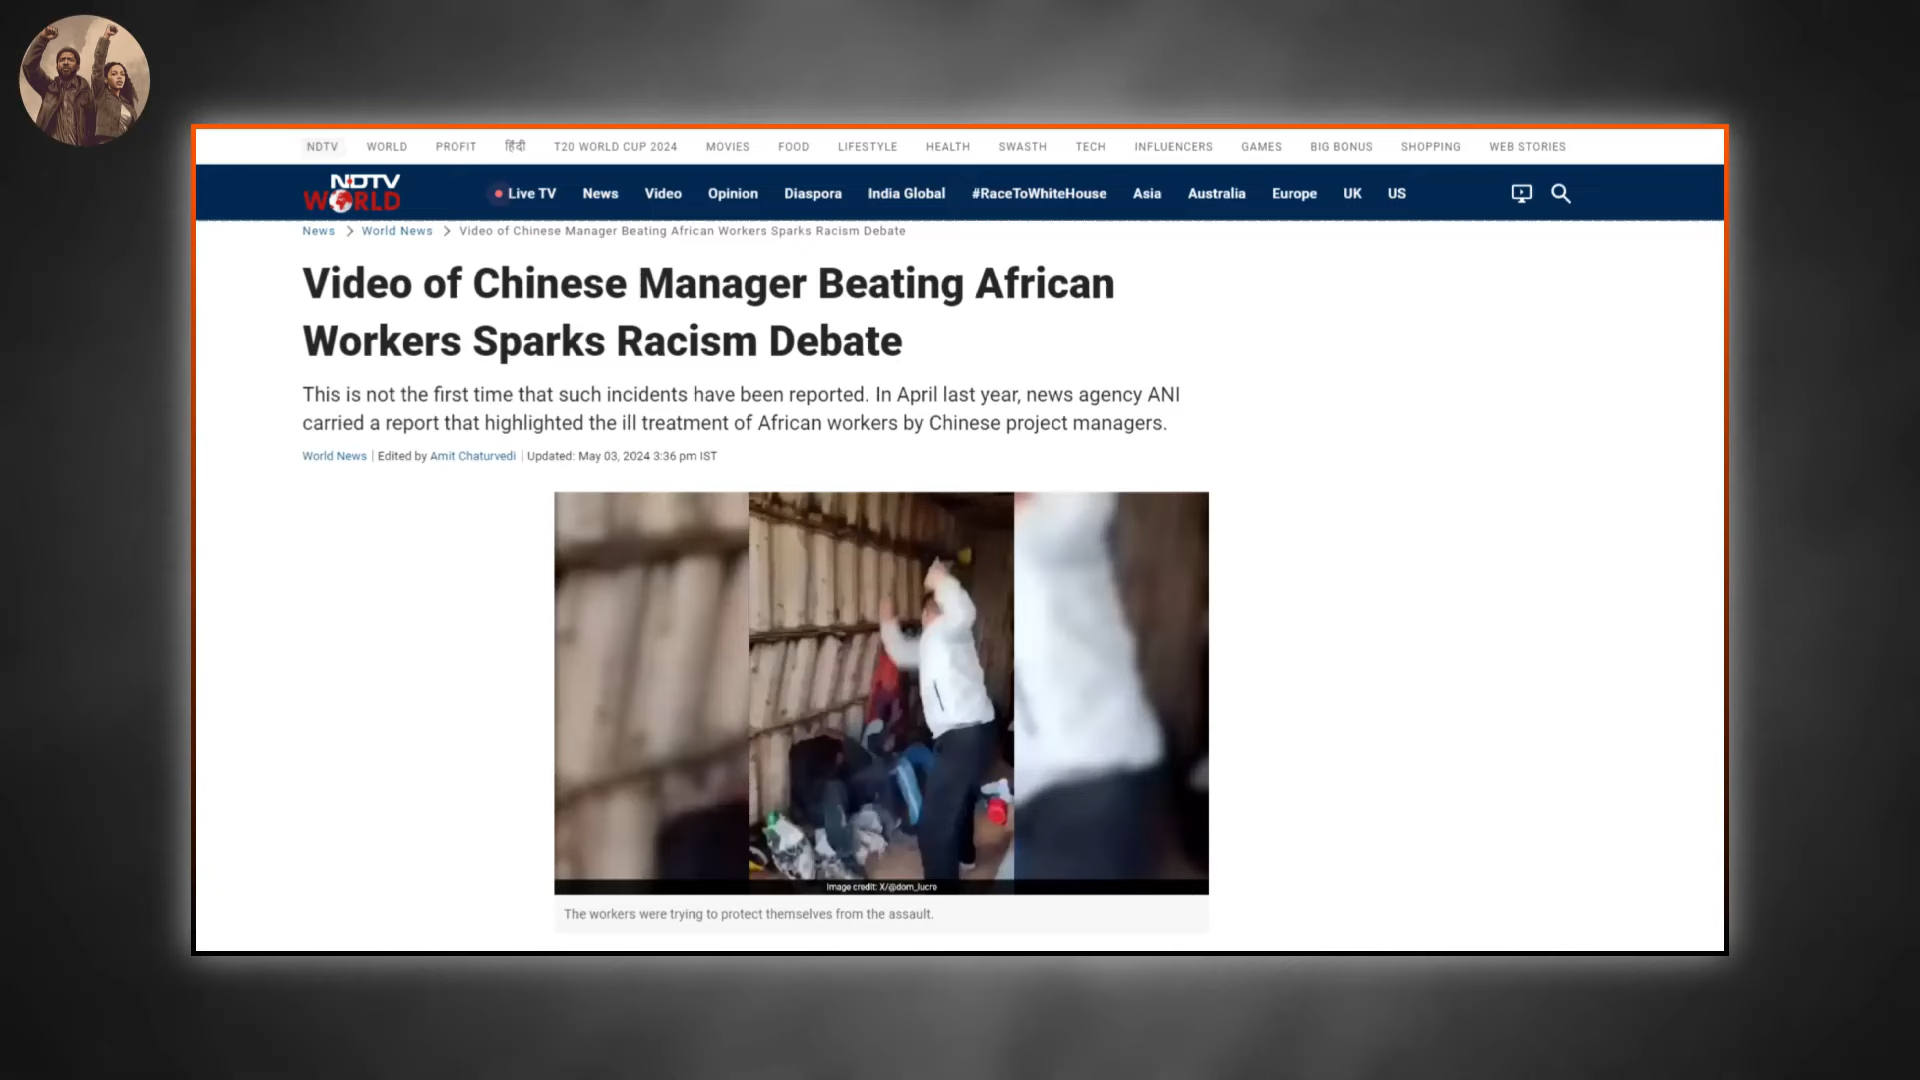 NDTV WORLD PROFIT हिंदी T20 WORLD CUP 2024 MOVIES FOOD LIFESTYLE HEALTH SWASTH TECH INFLUENCERS GAMES BIG BONUS SHOPPING WEB STORIES
NDTV
WORLD
Live TV News Video Opinion Diaspora India Global #RaceToWhiteHouse Asia Australia Europe UK US
News > World News > Video of Chinese Manager Beating African Workers Sparks Racism Debate
Video of Chinese Manager Beating African
Workers Sparks Racism Debate
This is not the first time that such incidents have been reported. In April last year, news agency ANI
carried a report that highlighted the ill treatment of African workers by Chinese project managers.
World News | Edited by Amit Chaturvedi | Updated: May 03, 2024 3:36 pm IST
Image credit: X/@dom_lucre
The workers were trying to protect themselves from the assault.